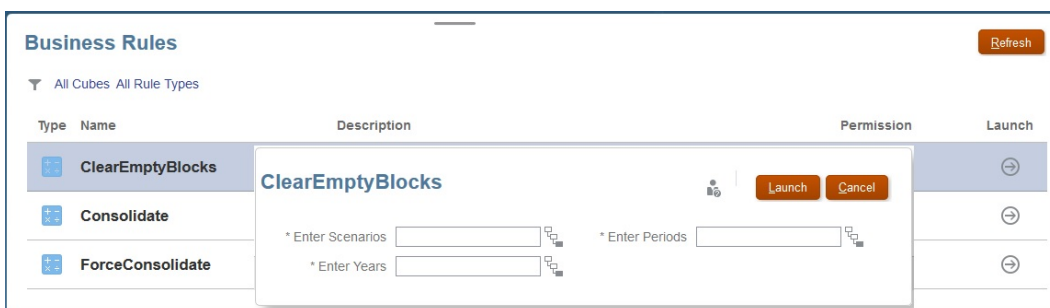 Business Rules
Refresh
All Cubes All Rule Types
Type Name Description Permission Launch
ClearEmptyBlocks
ClearEmptyBlocks
Launch Cancel
Consolidate
* Enter Scenarios * Enter Periods
* Enter Years
ForceConsolidate